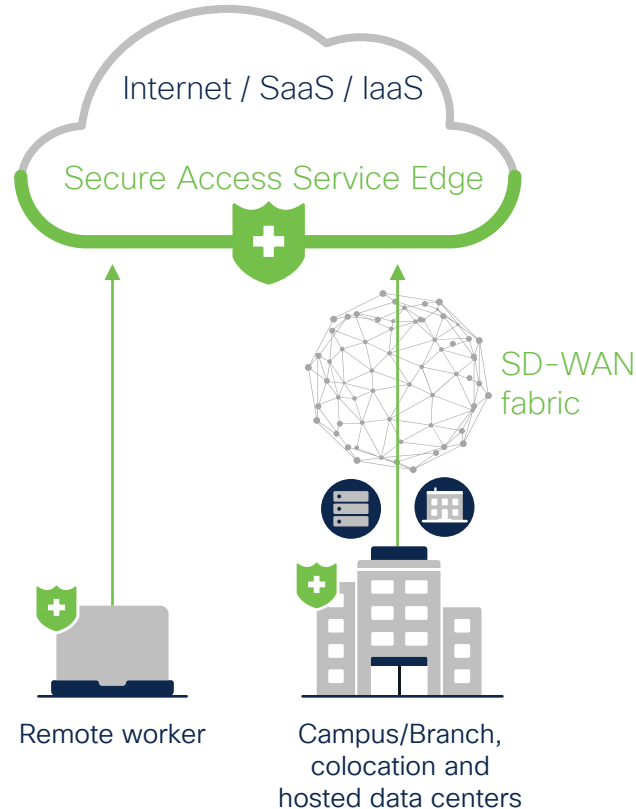 Internet / SaaS / IaaS
Secure Access Service Edge
SD-WAN
fabric
Remote worker
Campus/Branch,
colocation and
hosted data centers